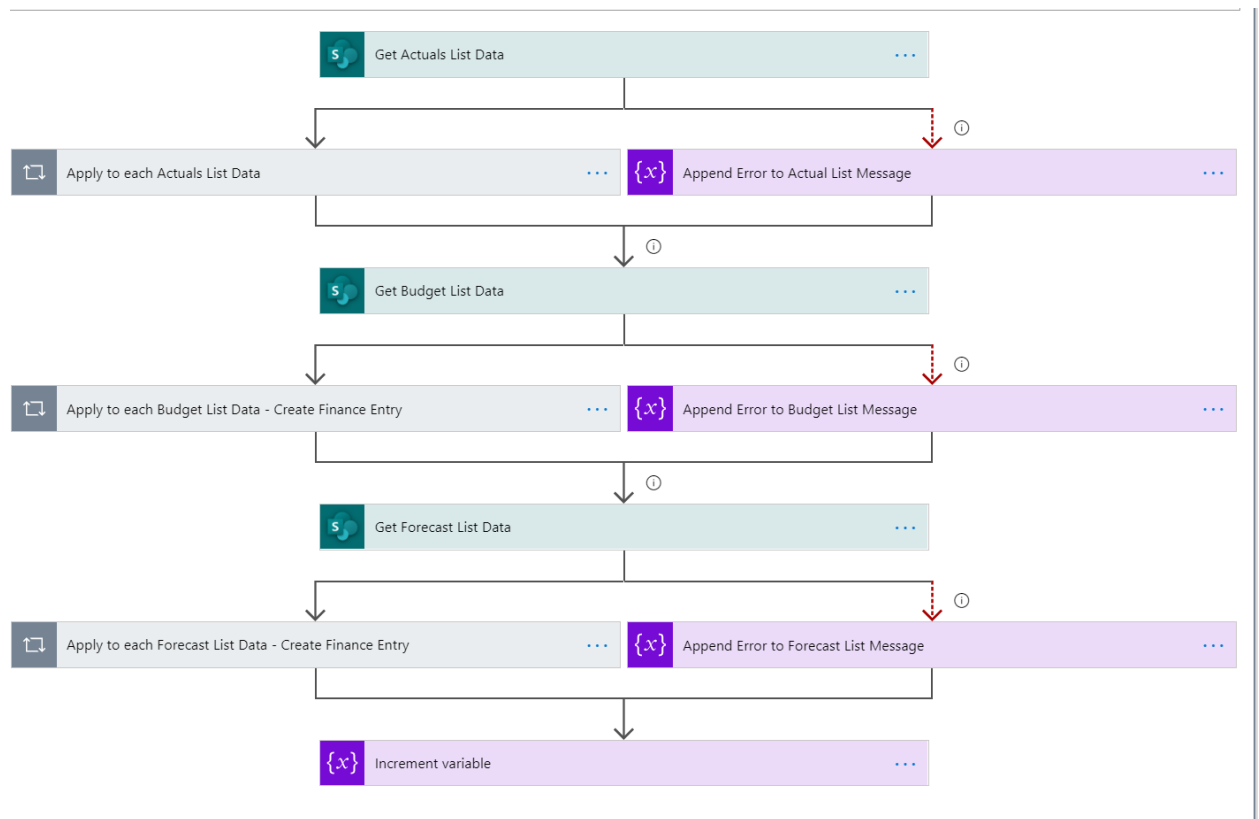 Get Actuals List Data
Apply to each Actuals List Data
{x} Append Error to Actual List Message
Get Budget List Data
Apply to each Budget List Data - Create Finance Entry
{x} Append Error to Budget List Message
Get Forecast List Data
Apply to each Forecast List Data - Create Finance Entry
{x} Append Error to Forecast List Message
{x} Increment variable